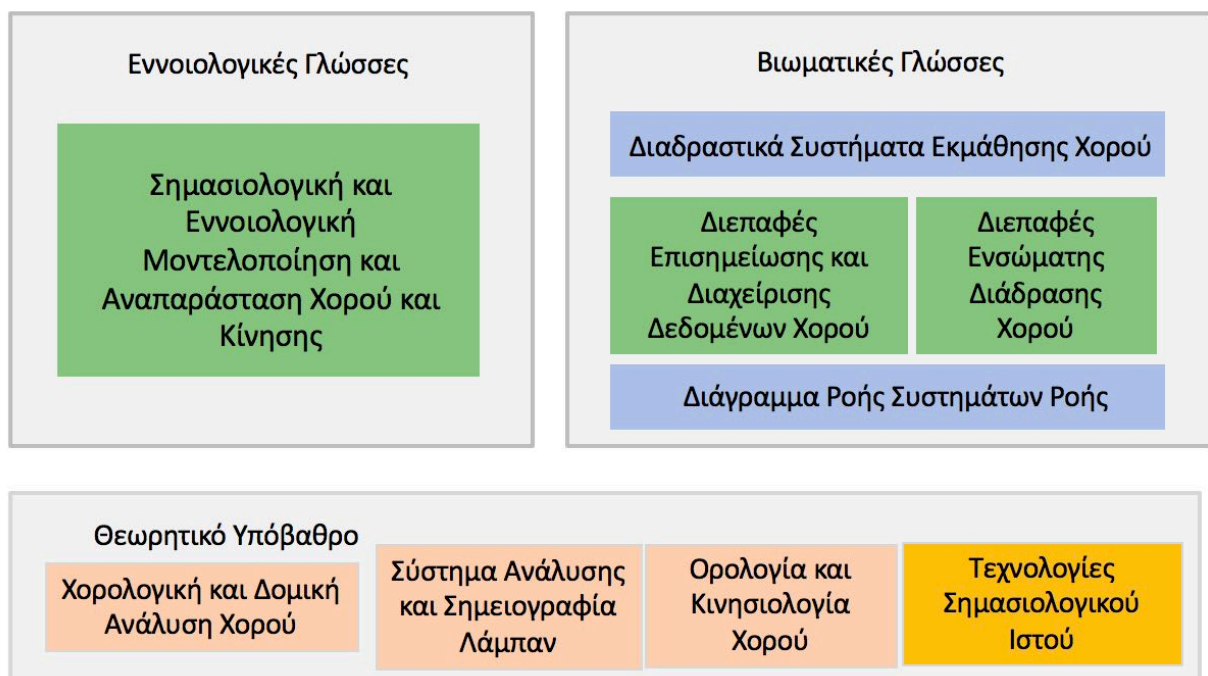 Εννοιολογικές Γλώσσες
Σημασιολογική και
Εννοιολογική
Μοντελοποίηση και
Αναπαράσταση Χορού και
Κίνησης
Βιωματικές Γλώσσες
Διαδραστικά Συστήματα Εκμάθησης Χορού
Διεπαφές
Επισημείωσης και
Διαχείρισης
Δεδομένων Χορού
Διεπαφές
Ενσώματης
Διάδρασης
Χορού
Διάγραμμα Ροής Συστημάτων Ροής
Θεωρητικό Υπόβαθρο
Χορολογική και Δομική
Ανάλυση Χορού
Σύστημα Ανάλυσης
και Σημειογραφία
Λάμπαν
Ορολογία και
Κινησιολογία
Χορού
Τεχνολογίες
Σημασιολογικού
Ιστού